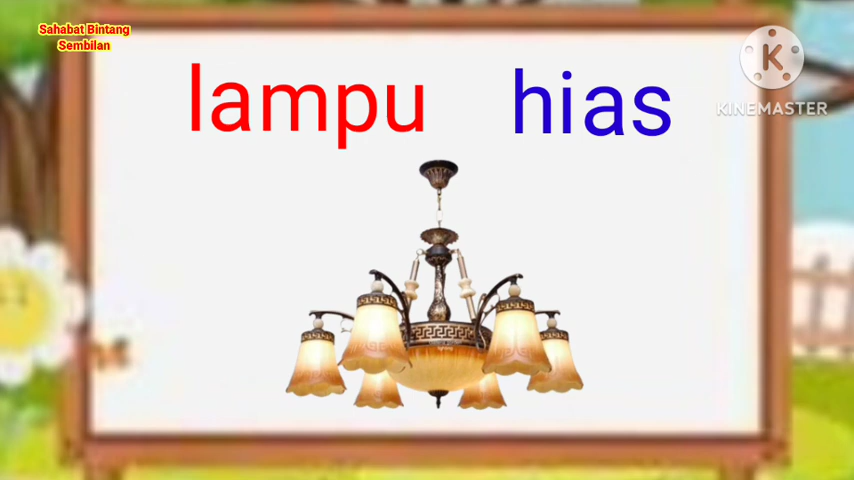 Sahabat Bintang
Sembilan
lampu hias
K
KINEMASTER